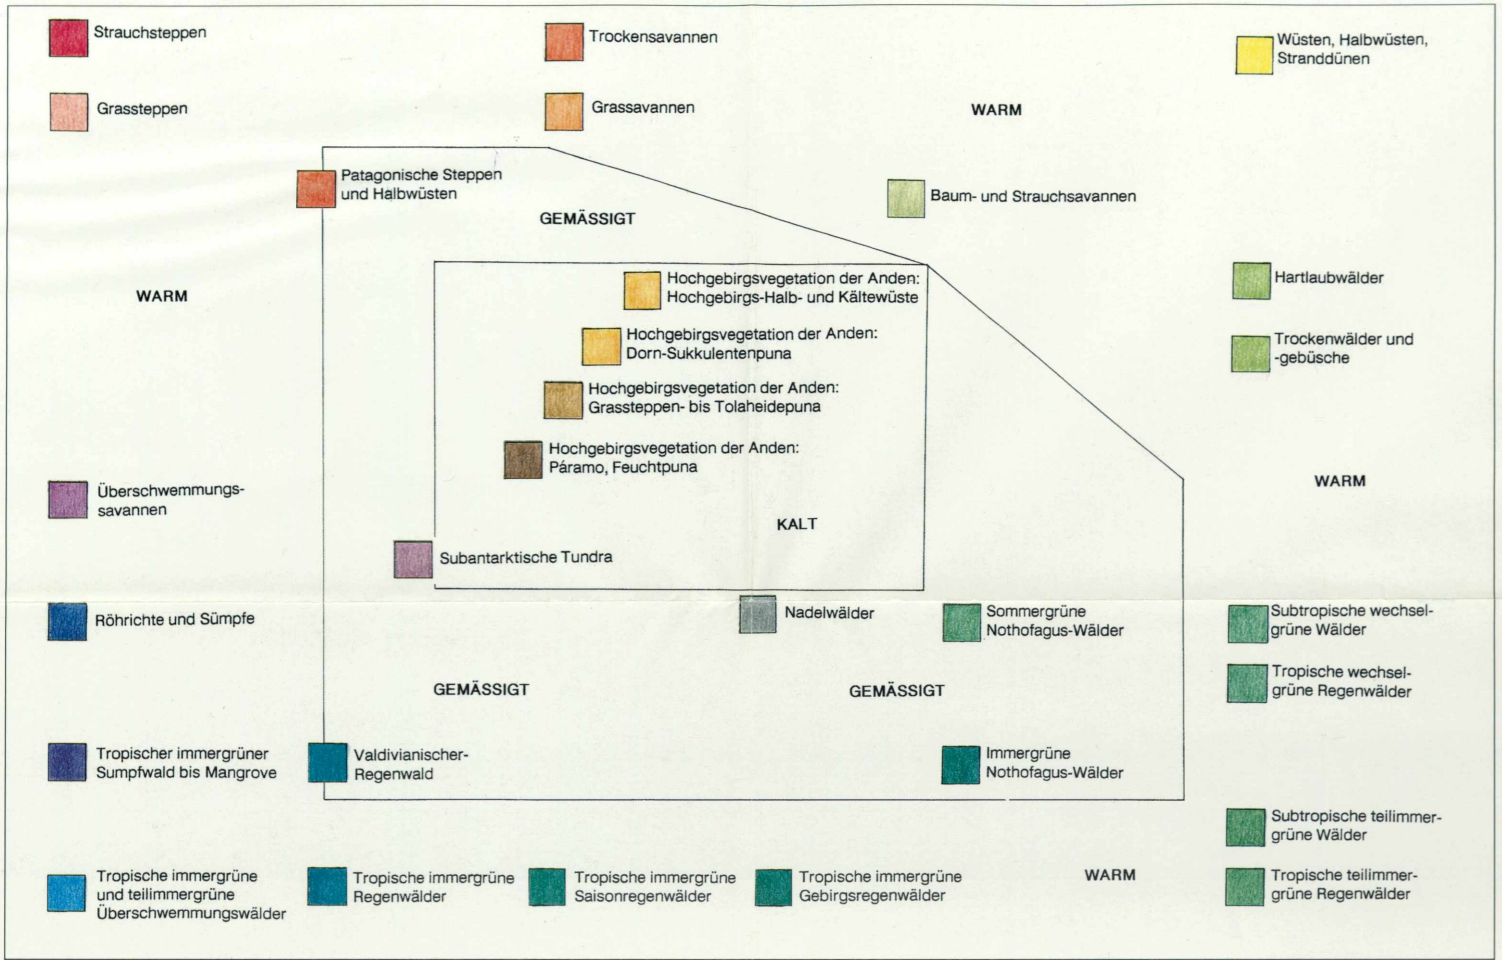 Strauchsteppen
Trockensavannen
Wüsten, Halbwüsten,
Stranddünen
Grassteppen
Grassavannen
WARM
Patagonische Steppen
und Halbwüsten
Baum- und Strauchsavannen
GEMÄSSIGT
WARM
Hochgebirgsvegetation der Anden:
Hochgebirgs-Halb- und Kältewüste
Hartlaubwälder
Hochgebirgsvegetation der Anden:
Dorn-Sukkulentenpuna
Trockenwälder und
-gebüsche
Hochgebirgsvegetation der Anden:
Grassteppen- bis Tolaheidepuna
Hochgebirgsvegetation der Anden:
Páramo, Feuchtpuna
WARM
Überschwemmungs-
savannen
KALT
Subantarktische Tundra
Röhrichte und Sümpfe
Nadelwälder
Sommergrüne
Nothofagus-Wälder
Subtropische wechsel-
grüne Wälder
Tropische wechsel-
grüne Regenwälder
GEMÄSSIGT
GEMÄSSIGT
Tropischer immergrüner
Sumpfwald bis Mangrove
Valdivianischer-
Regenwald
Immergrüne
Nothofagus-Wälder
Subtropische teilimmer-
grüne Wälder
Tropische immergrüne
und teilimmergrüne
Überschwemmungswälder
Tropische immergrüne
Regenwälder
Tropische immergrüne
Saisonregenwälder
Tropische immergrüne
Gebirgsregenwälder
WARM
Tropische teilimmer-
grüne Regenwälder